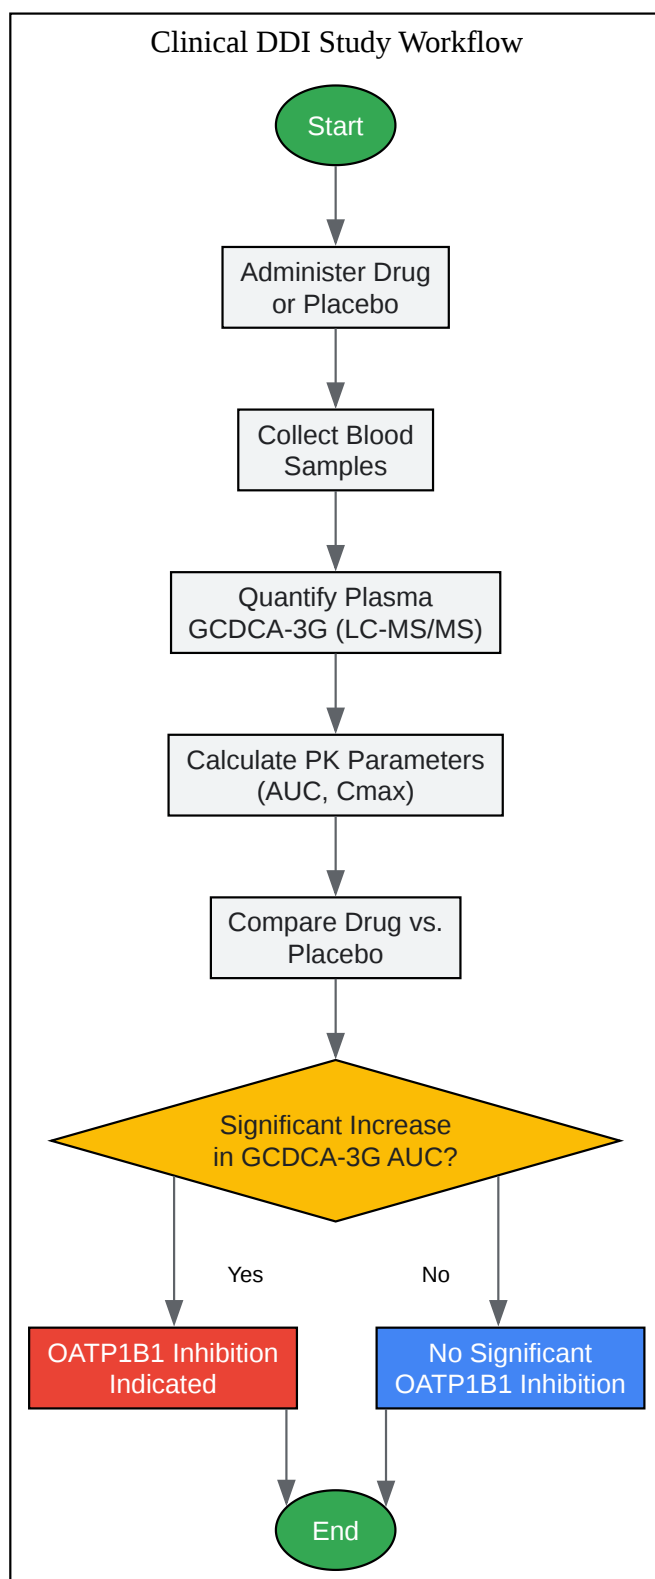 Clinical DDI Study Workflow
Start
Administer Drug
or Placebo
Collect Blood
Samples
Quantify Plasma
GCDCA-3G (LC-MS/MS)
Calculate PK Parameters
(AUC, Cmax)
Compare Drug vs.
Placebo
Significant Increase
in GCDCA-3G AUC?
Yes
No
OATP1B1 Inhibition
Indicated
No Significant
OATP1B1 Inhibition
End